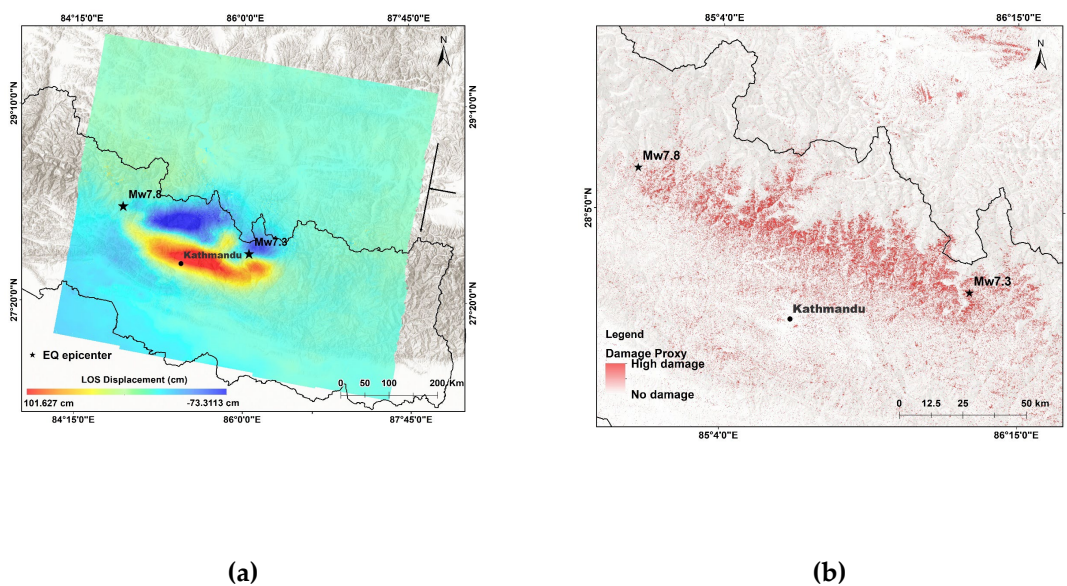 84°15'0"E 86°0'0"E 87°45'0"E
N
29°10'0"N 29°10'0"N
Mw7.8
Mw7.3
Kathmandu
27°20'0"N 27°20'0"N
EQ epicenter
LOS Displacement (cm)
101.627 cm -73.3113 cm
0 50 100 200 Km
84°15'0"E 86°0'0"E 87°45'0"E
(a)
85°4'0"E 86°15'0"E
N
Mw7.8
28°5'0"N
Mw7.3
Kathmandu
Legend
Damage Proxy
High damage
No damage
0 12.5 25 50 km
85°4'0"E 86°15'0"E
(b)